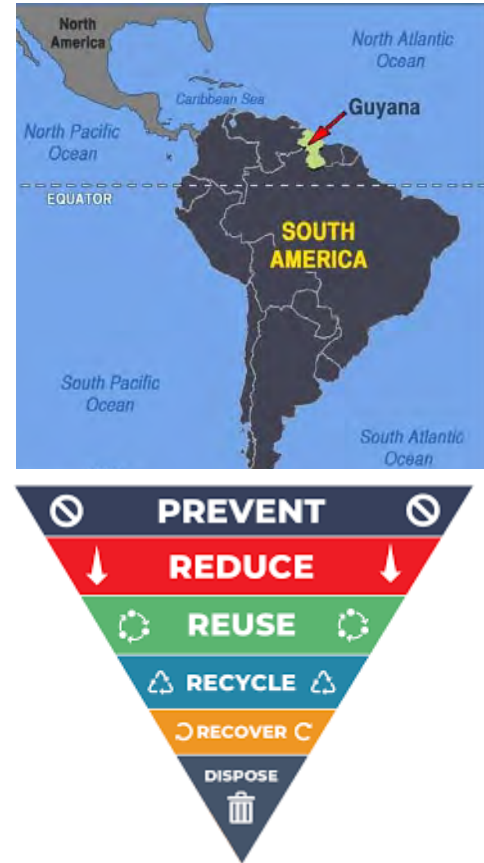 North
America
North Atlantic
Ocean
Caribbean Sea
Guyana
North Pacific
Ocean
EQUATOR
SOUTH
AMERICA
South Pacific
Ocean
South Atlantic
Ocean
PREVENT
REDUCE
REUSE
RECYCLE
RECOVER
DISPOSE